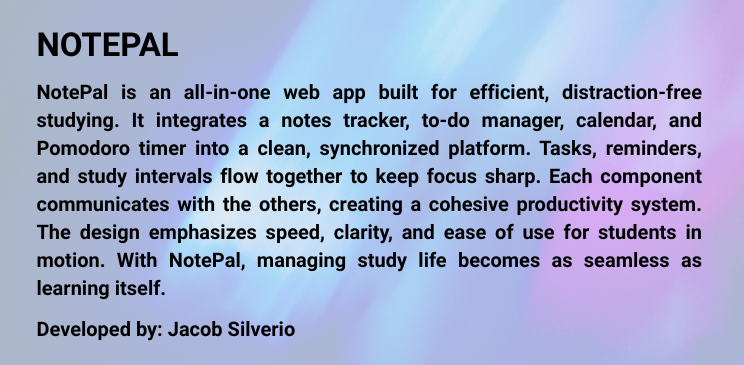 NOTEPAL
NotePal is an all-in-one web app built for efficient, distraction-free
studying. It integrates a notes tracker, to-do manager, calendar, and
Pomodoro timer into a clean, synchronized platform. Tasks, reminders,
and study intervals flow together to keep focus sharp. Each component
communicates with the others, creating a cohesive productivity system.
The design emphasizes speed, clarity, and ease of use for students in
motion. With NotePal, managing study life becomes as seamless as
learning itself.
Developed by: Jacob Silverio